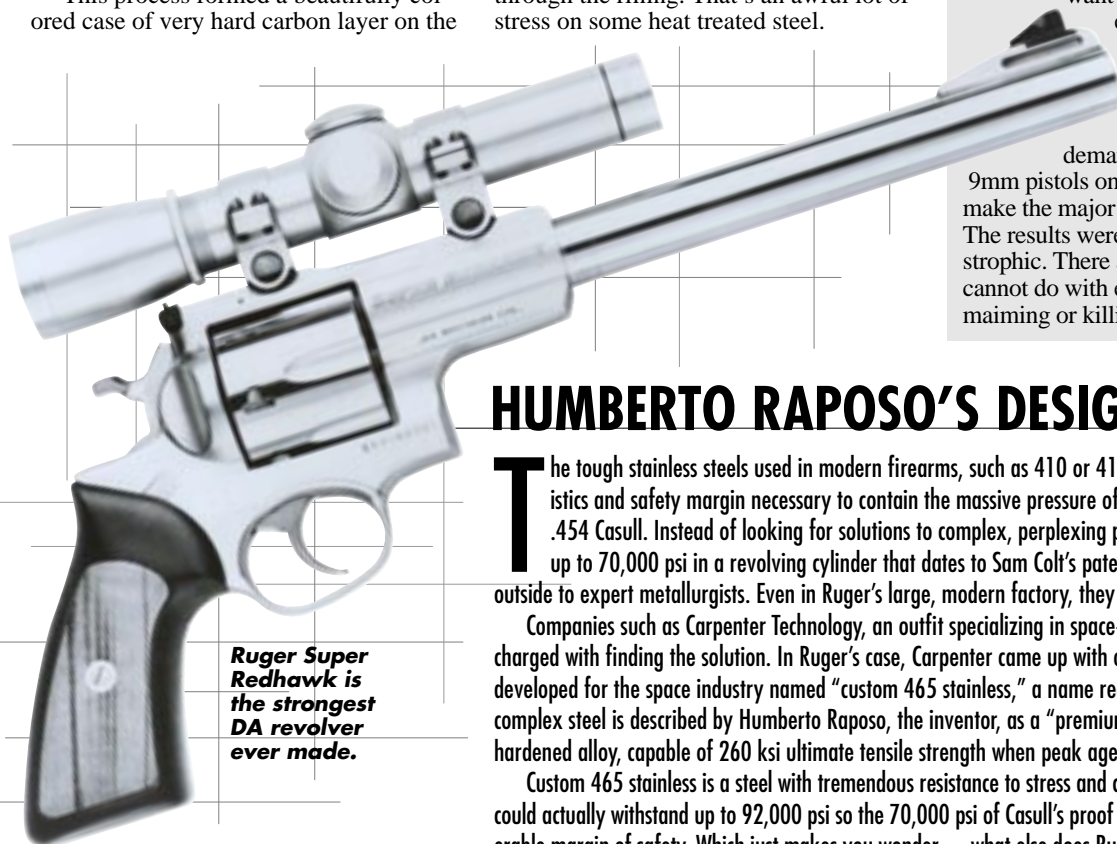 This process formed a beautifully col-
ored case of very hard carbon layer on the
through the rifling. That's an awful lot of
stress on some heat treated steel.
want
dema
9mm pistols on
make the major
The results were
strophic. There
cannot do with
maiming or killi
HUMBERTO RAPOSO'S DESIG
The tough stainless steels used in modern firearms, such as 410 or 41
istics and safety margin necessary to contain the massive pressure of
.454 Casull. Instead of looking for solutions to complex, perplexing p
up to 70,000 psi in a revolving cylinder that dates to Sam Colt's pate
outside to expert metallurgists. Even in Ruger's large, modern factory, they
Companies such as Carpenter Technology, an outfit specializing in space-
charged with finding the solution. In Ruger's case, Carpenter came up with
developed for the space industry named “custom 465 stainless,” a name re
complex steel is described by Humberto Raposo, the inventor, as a “premiu
hardened alloy, capable of 260 ksi ultimate tensile strength when peak age
Custom 465 stainless is a steel with tremendous resistance to stress and
could actually withstand up to 92,000 psi so the 70,000 psi of Casull's proof
erable margin of safety. Which just makes you wonder — what else does Ru
Ruger Super
Redhawk is
the strongest
DA revolver
ever made.